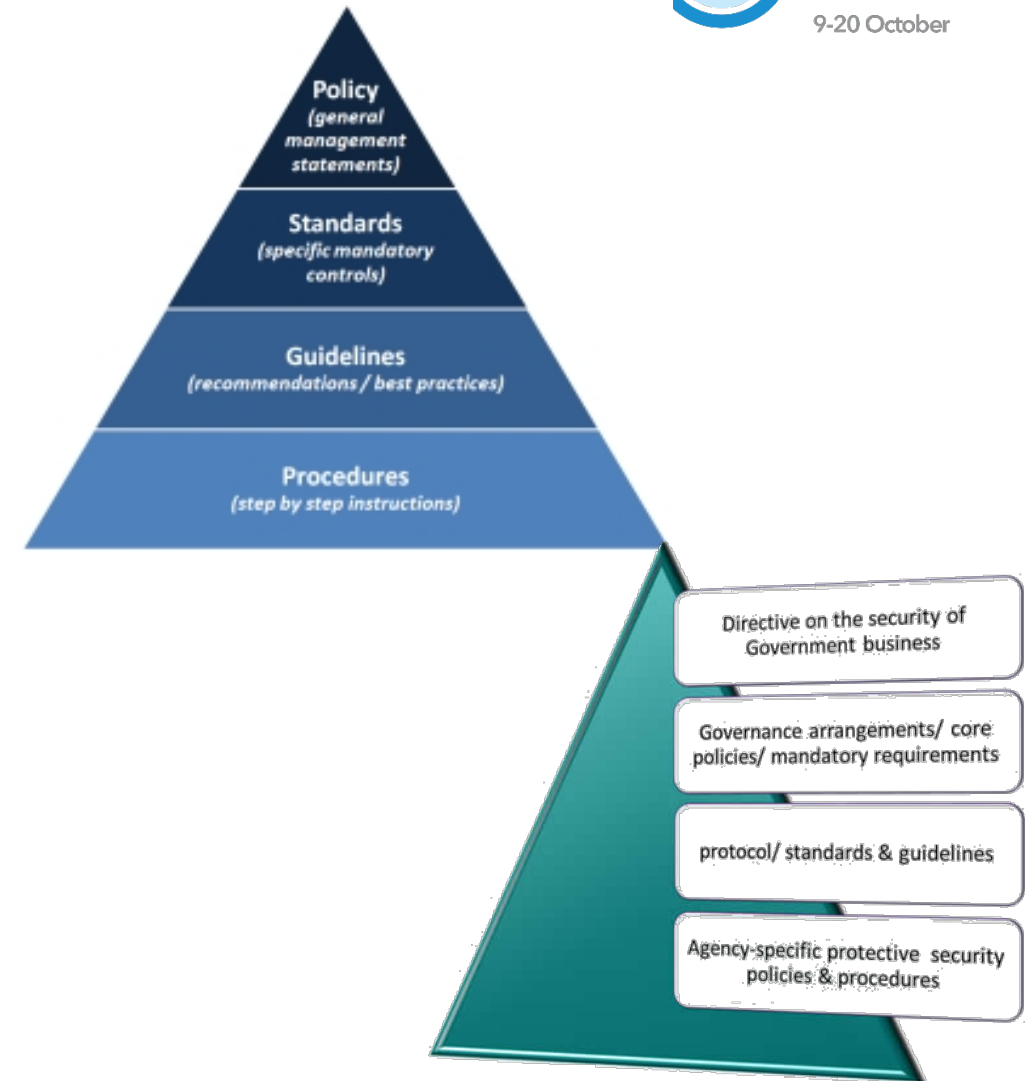 9-20 October
Policy
(general
management
statements)
Standards
(specific mandatory
controls)
Guidelines
(recommendations / best practices)
Procedures
(step by step instructions)
Directive on the security of
Government business
Governance arrangements/ core
policies/ mandatory requirements
protocol/ standards & guidelines
Agency-specific protective security
policies & procedures